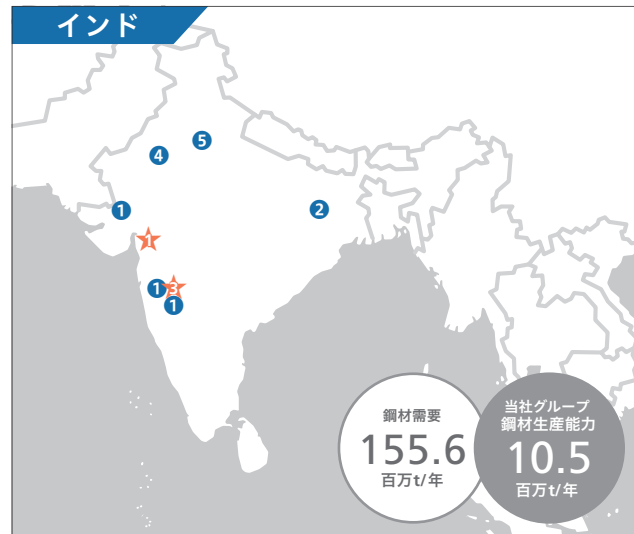 インド
5
4
1
2
1
1
3
1
鋼材需要
155.6
百万t/年
当社グループ
鋼材生産能力
10.5
百万t/年